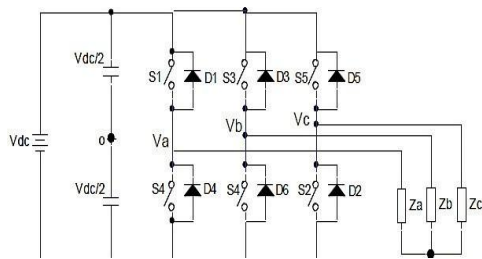 Vdc/2
S1
D1
S3
D3
S5
D5
Vdc
o
Va
Vb
Vc
Vdc/2
S4
D4
S4
D6
S2
D2
Za
Zb
Zc